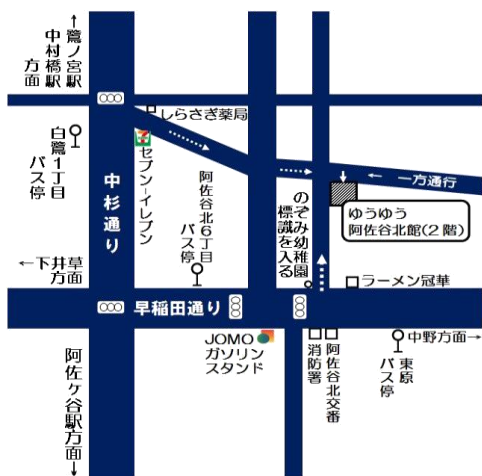 ↑鷺ノ宮駅
中村橋駅
方面
しらさぎ薬局
白鷺1丁目
バス停
セブン-イレブン
中杉通り
阿佐谷北6丁目
バス停
のぞみ幼稚園
標識を入る
← 一方通行
ゆうゆう
阿佐谷北館(2階)
←下井草
方面
ラーメン冠華
早稲田通り
JOMO
ガソリン
スタンド
消防署
阿佐谷北交番
東原
バス停
中野方面→
阿佐ヶ谷駅方面→